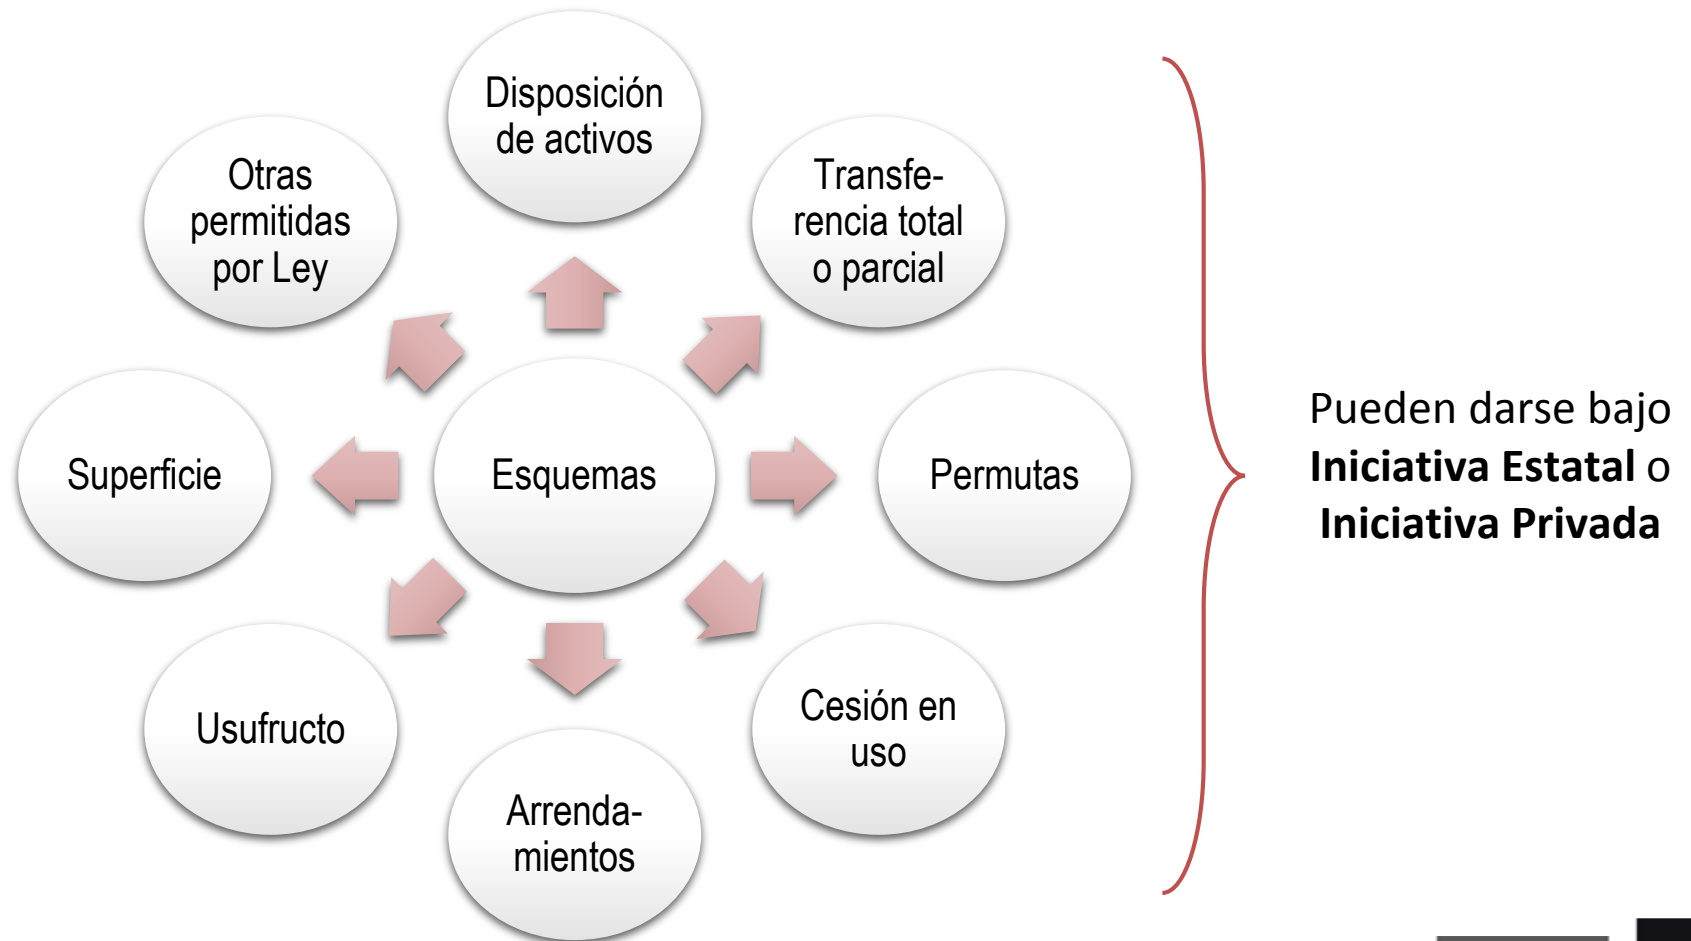 Disposición
de activos
Transfe-
rencia total
o parcial
Permutas
Cesión en
uso
Arrenda-
mientos
Usufructo
Superficie
Otras
permitidas
por Ley
Esquemas
Pueden darse bajo
Iniciativa Estatal o
Iniciativa Privada